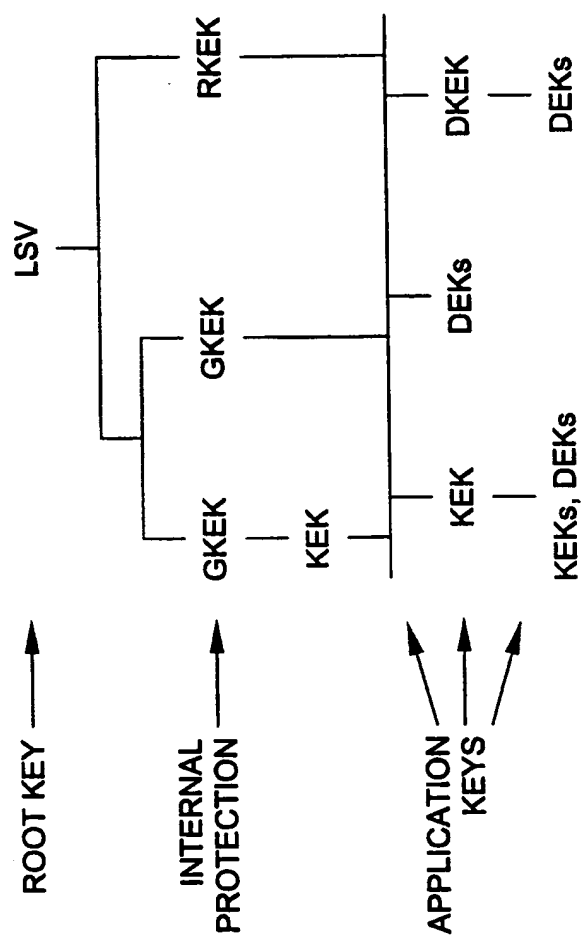 ROOT KEY
LSV
INTERNAL
PROTECTION
GKEK
GKEK
RKEK
KEK
APPLICATION
KEYS
KEK
DEKs
DKEK
KEKs, DEKs
DEKs